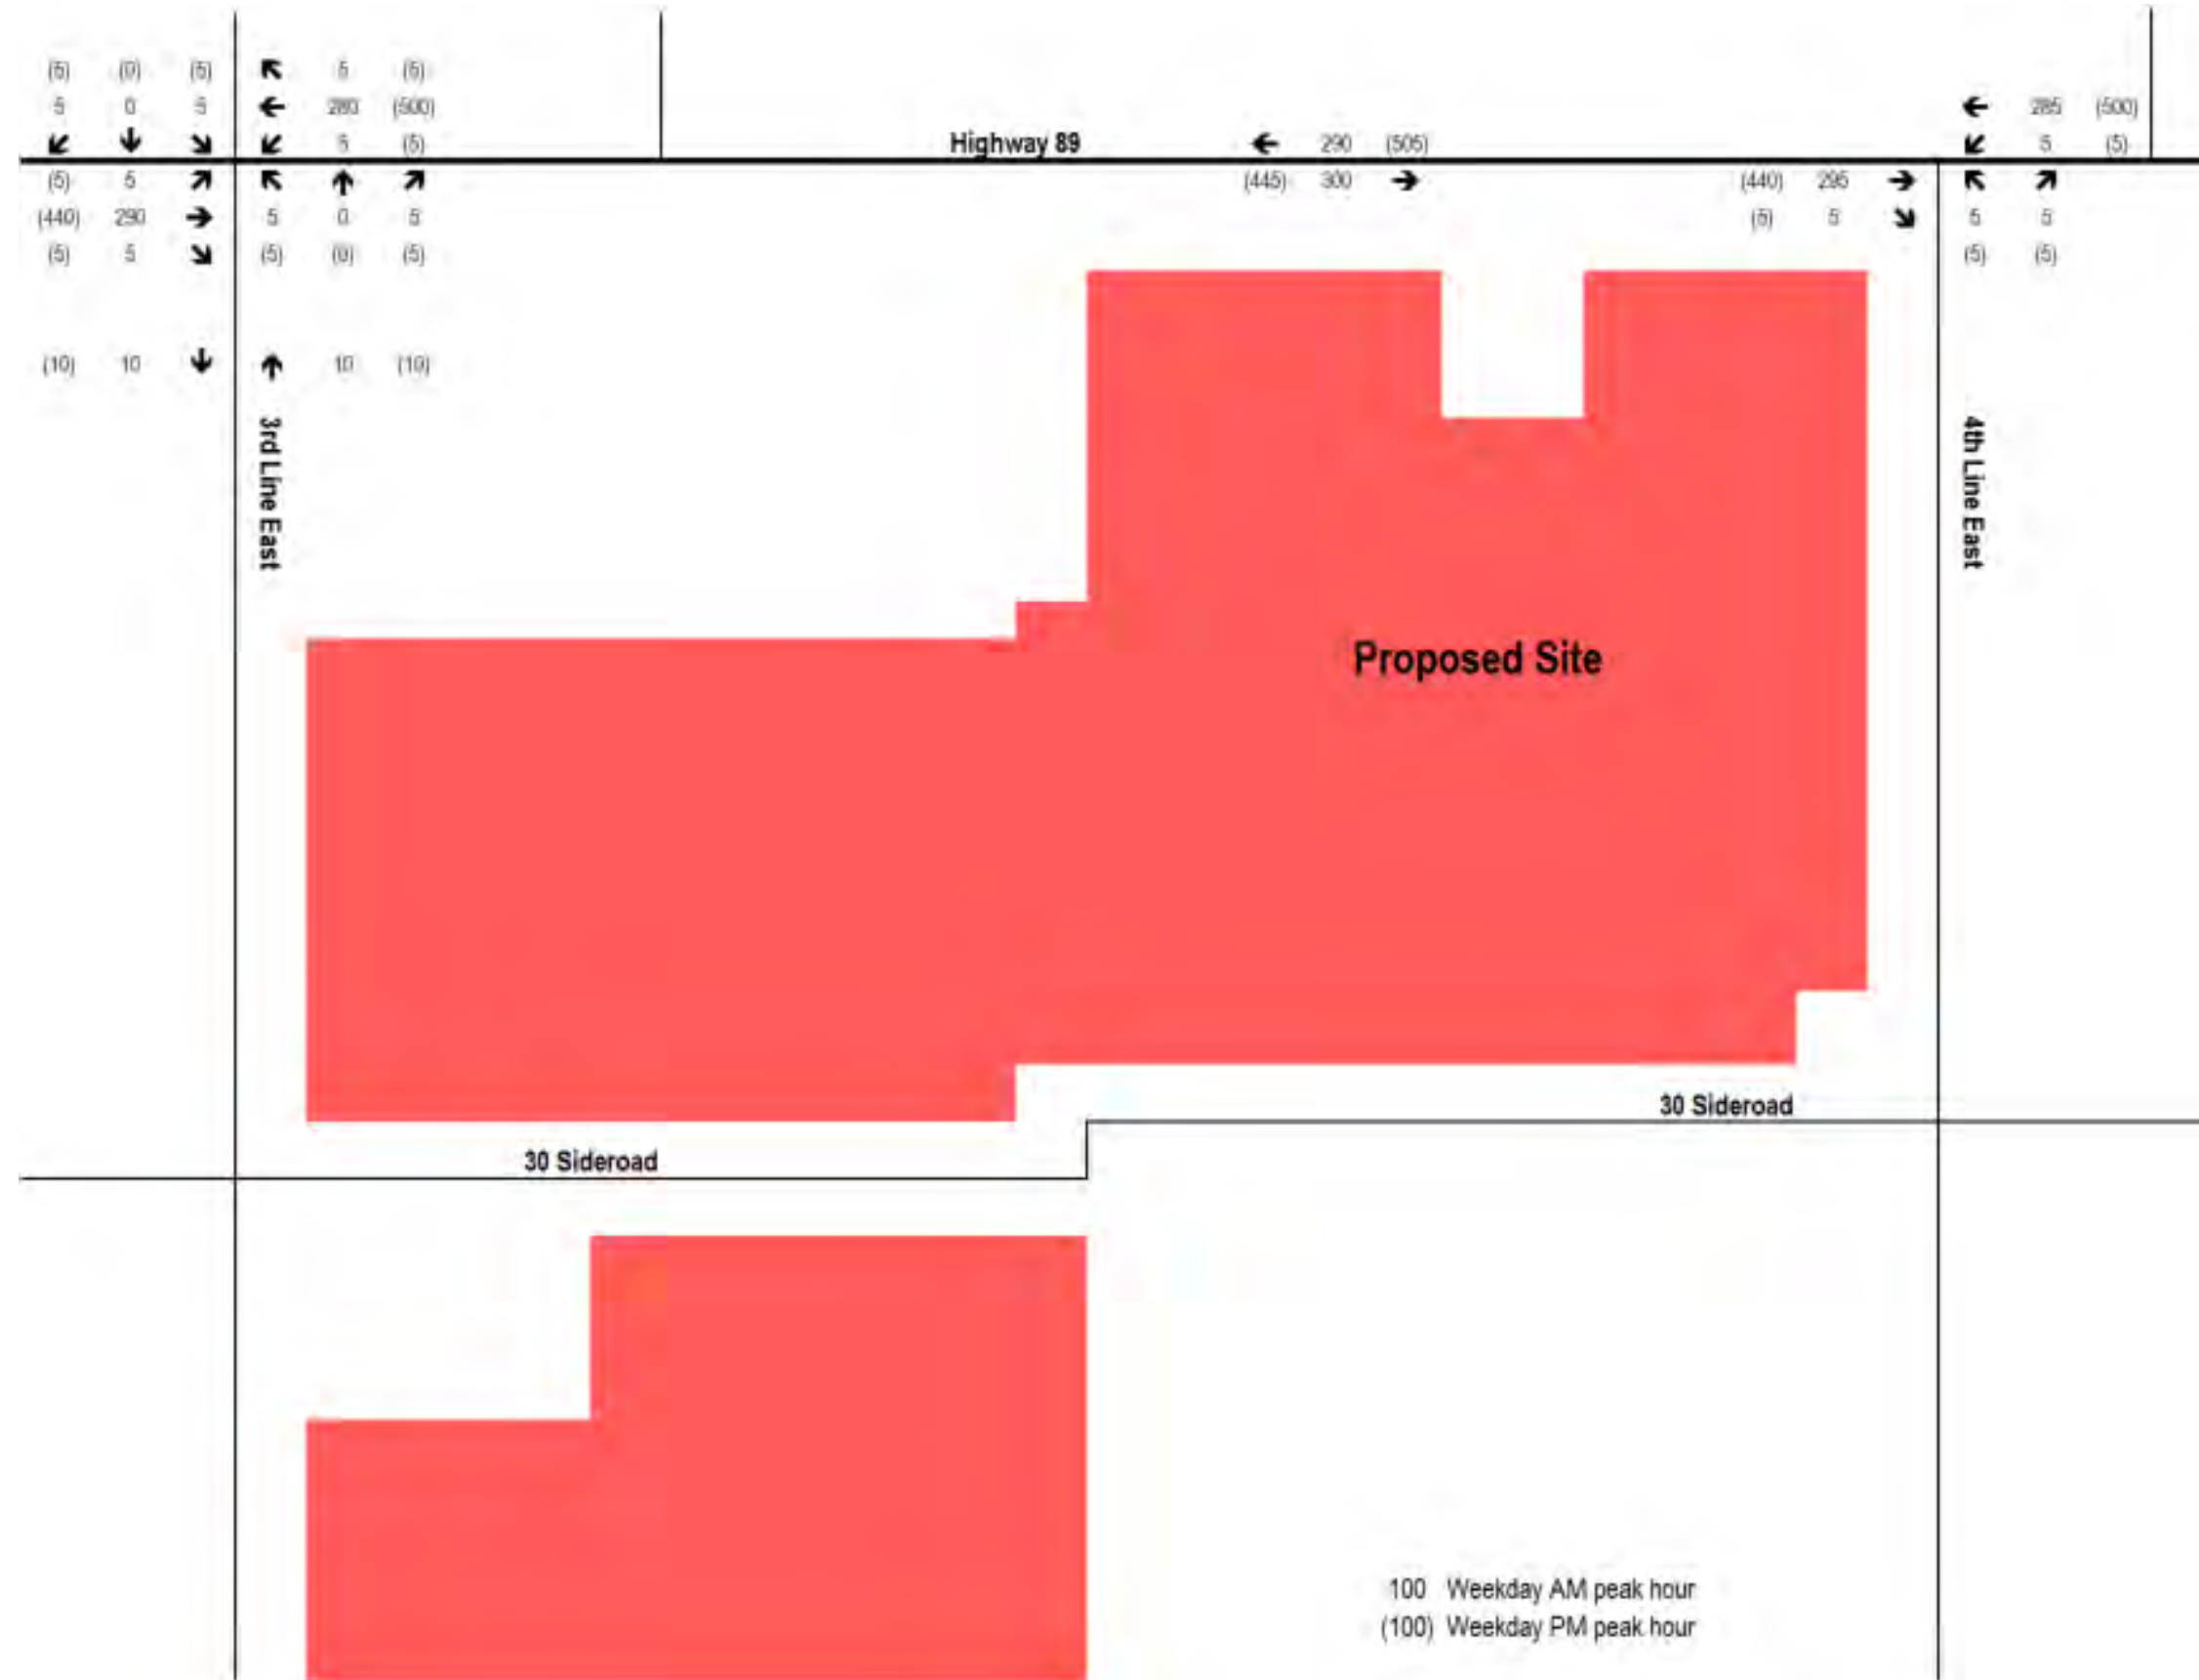 (5) (0) (5) 5 (5)
5 0 5 280 (500) 285 (500)
5 (5) Highway 89 290 (505) 5 (5)
(5) 5 (445) 300 (440) 295
(440) 290 5 0 5 (5) 5 5 5
(5) 5 (5) (0) (5) (5) (5)
(10) 10 10 (10)
3rd Line East
4th Line East
Proposed Site
30 Sideroad
30 Sideroad
100 Weekday AM peak hour
(100) Weekday PM peak hour